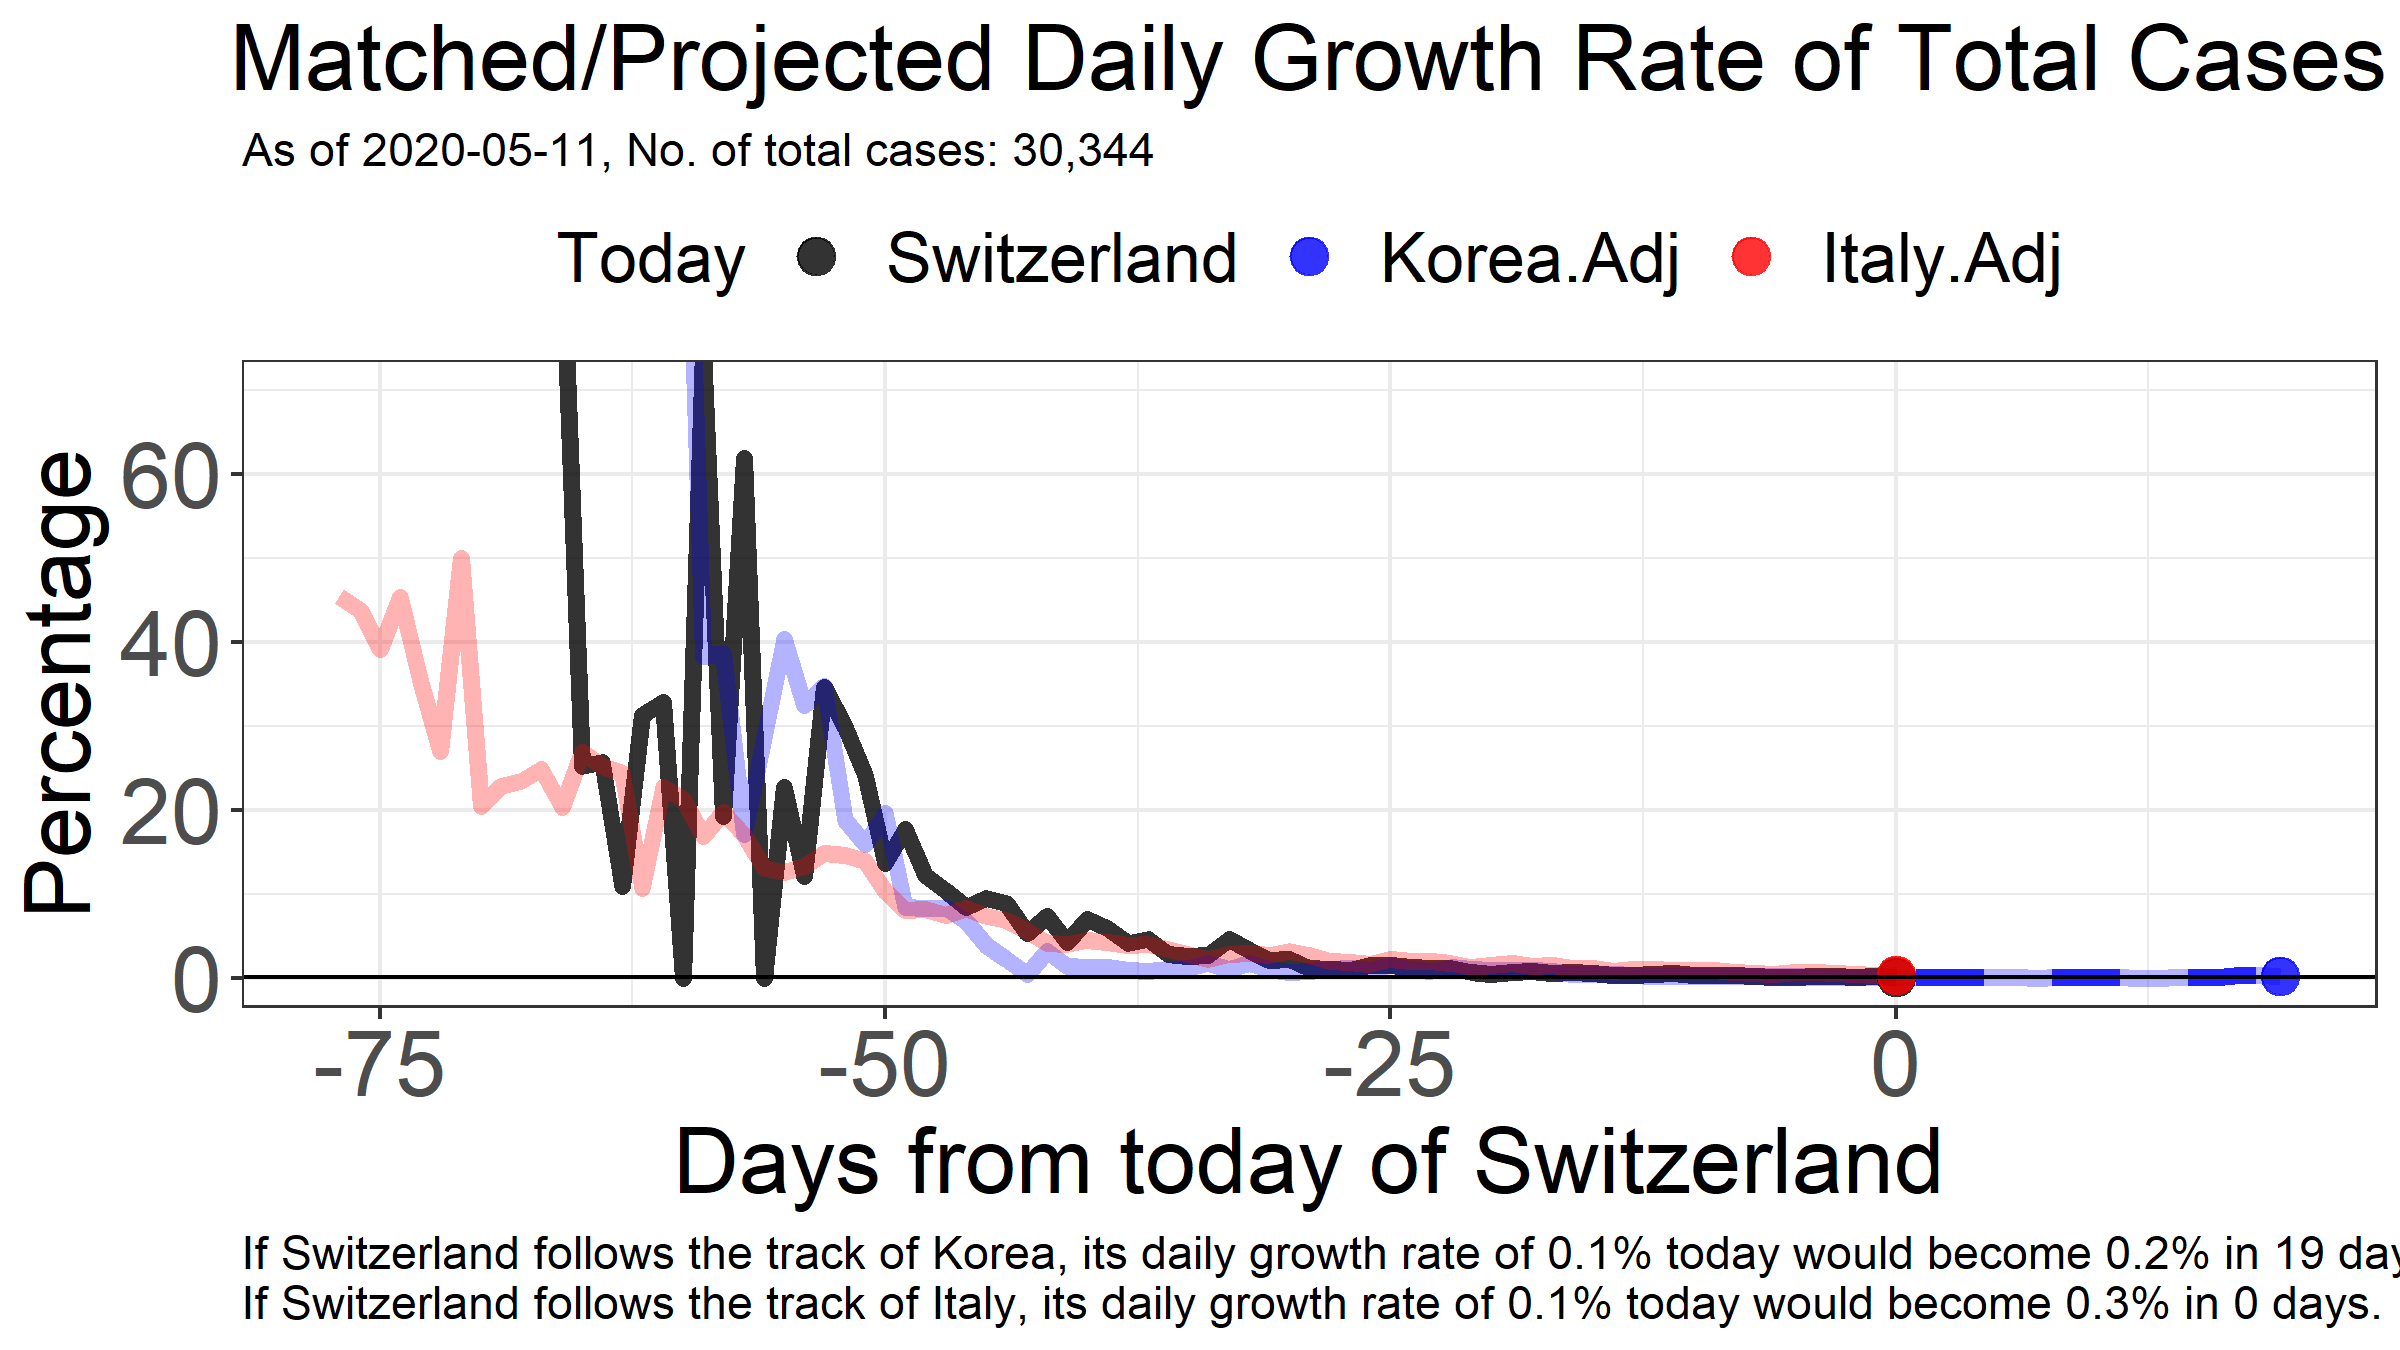 Matched/Projected Daily Growth Rate of Total Cases
As of 2020-05-11, No. of total cases: 30,344
Today Switzerland Korea.Adj Italy.Adj
Percentage
60
40
20
0
-75 -50 -25 0
Days from today of Switzerland
If Switzerland follows the track of Korea, its daily growth rate of 0.1% today would become 0.2% in 19 day
If Switzerland follows the track of Italy, its daily growth rate of 0.1% today would become 0.3% in 0 days.